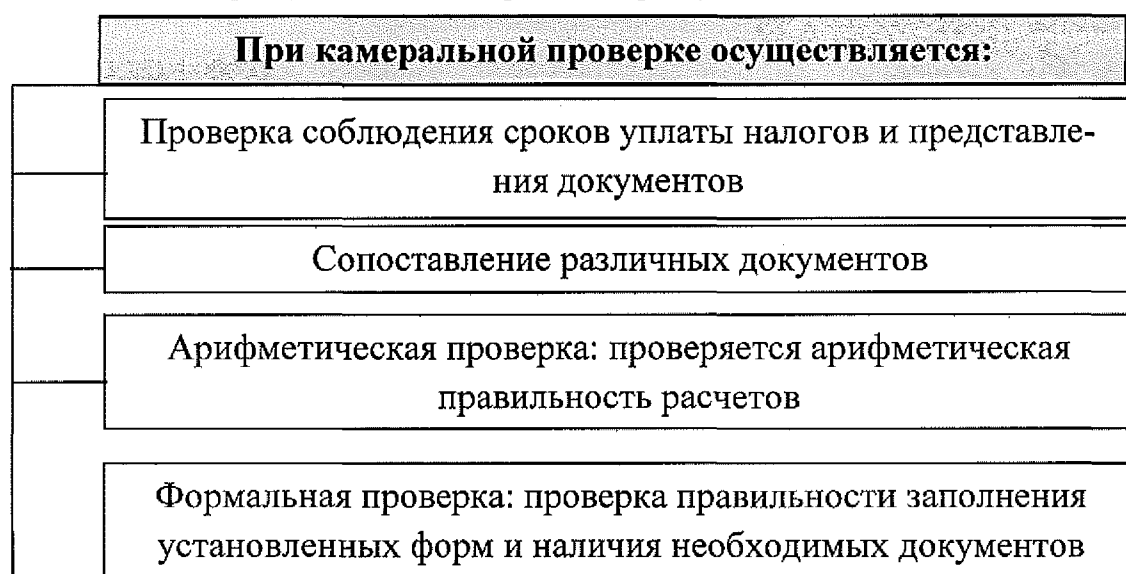 При камеральной проверке осуществляется:
Проверка соблюдения сроков уплаты налогов и представле-
ния документов
Сопоставление различных документов
Арифметическая проверка: проверяется арифметическая
правильность расчетов
Формальная проверка: проверка правильности заполнения
установленных форм и наличия необходимых документов